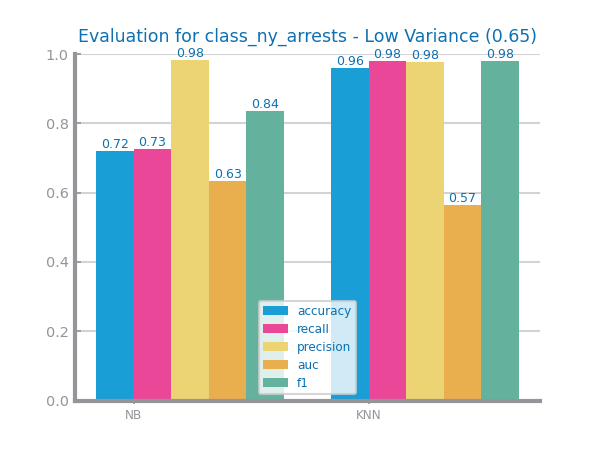 Evaluation for class_ny_arrests - Low Variance (0.65)
1.0
0.8
0.6
0.4
0.2
0.0
0.72
0.73
0.98
0.63
0.84
0.96
0.98
0.98
0.57
0.98
accuracy
recall
precision
auc
f1
NB
KNN